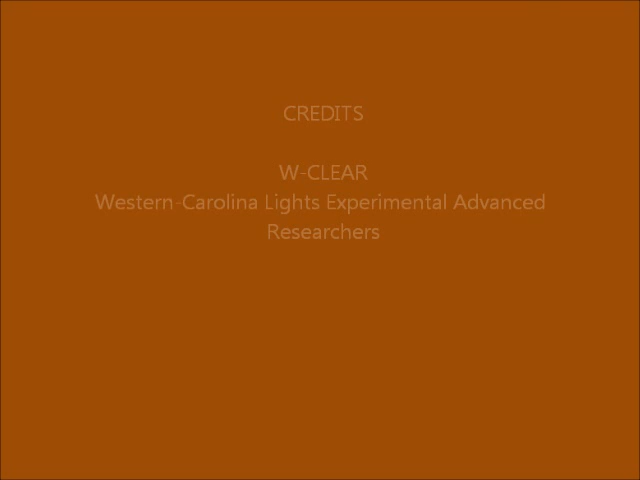 CREDITS
W-CLEAR
Western-Carolina Lights Experimental Advanced
Researchers